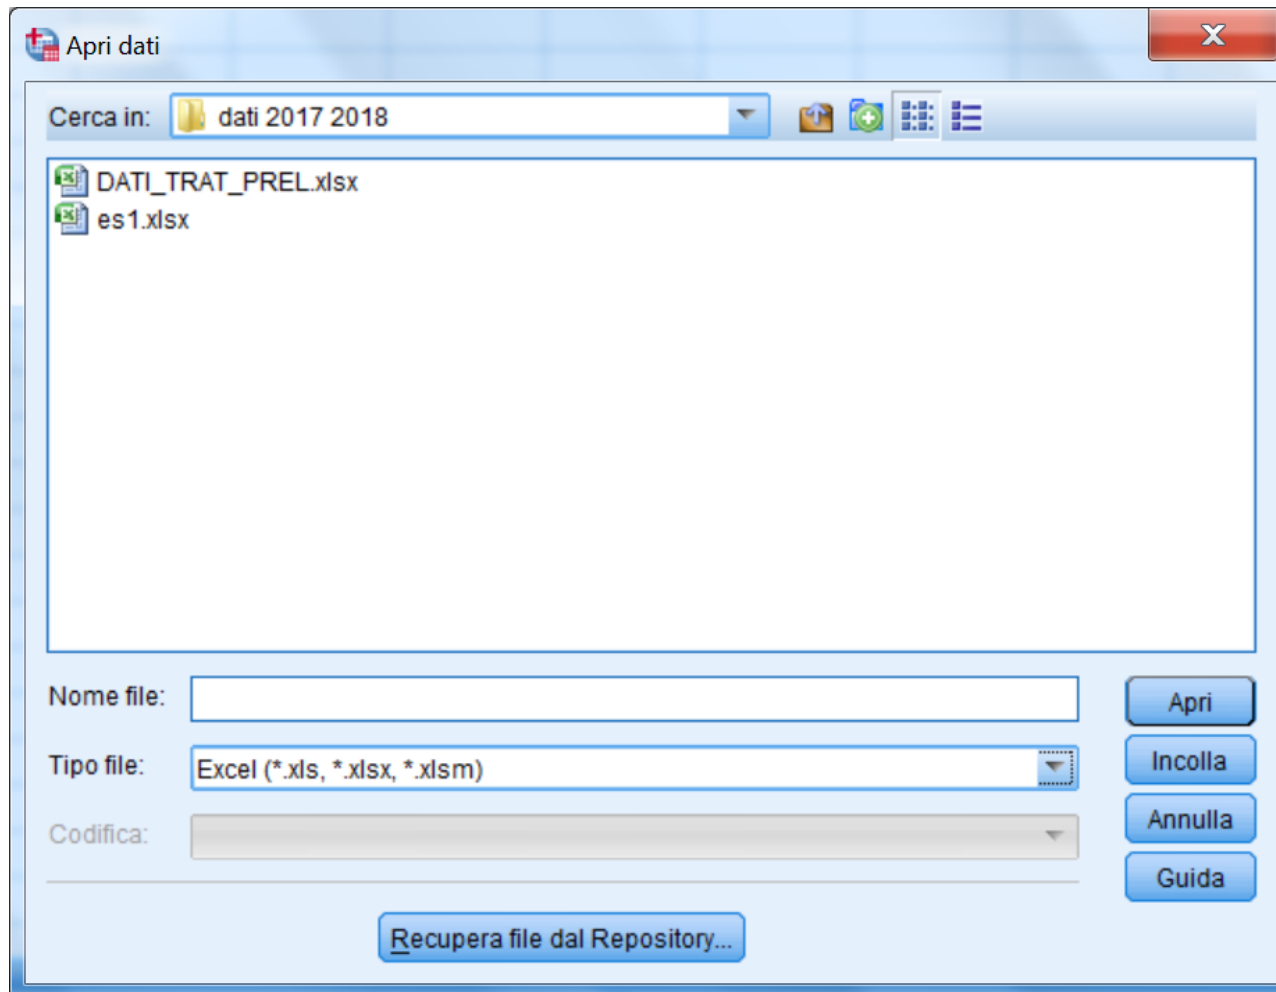 Apri dati
Cerca in: dati 2017 2018
DATI_TRAT_PREL.xlsx
es1.xlsx
Nome file:
Apri
Tipo file: Excel (*.xls, *.xlsx, *.xlsm)
Incolla
Codifica:
Annulla
Guida
Recupera file dal Repository...